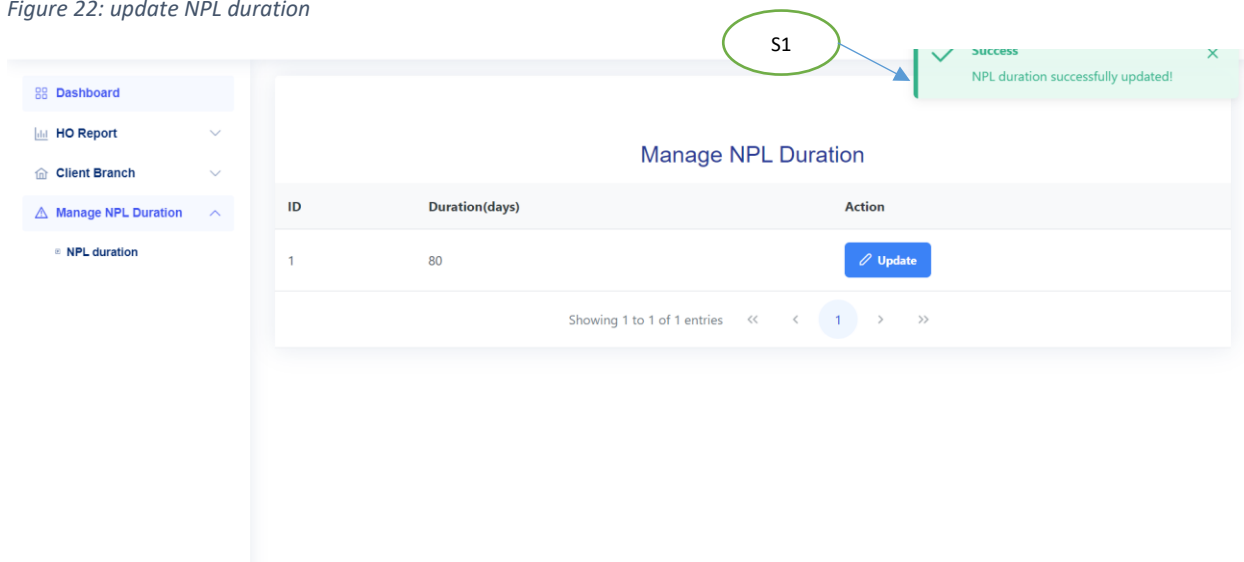 Figure 22: update NPL duration
S1
Success
NPL duration successfully updated!
Dashboard
HO Report
Client Branch
Manage NPL Duration
NPL duration
Manage NPL Duration
ID Duration(days) Action
1 80 Update
Showing 1 to 1 of 1 entries << < 1 > >>